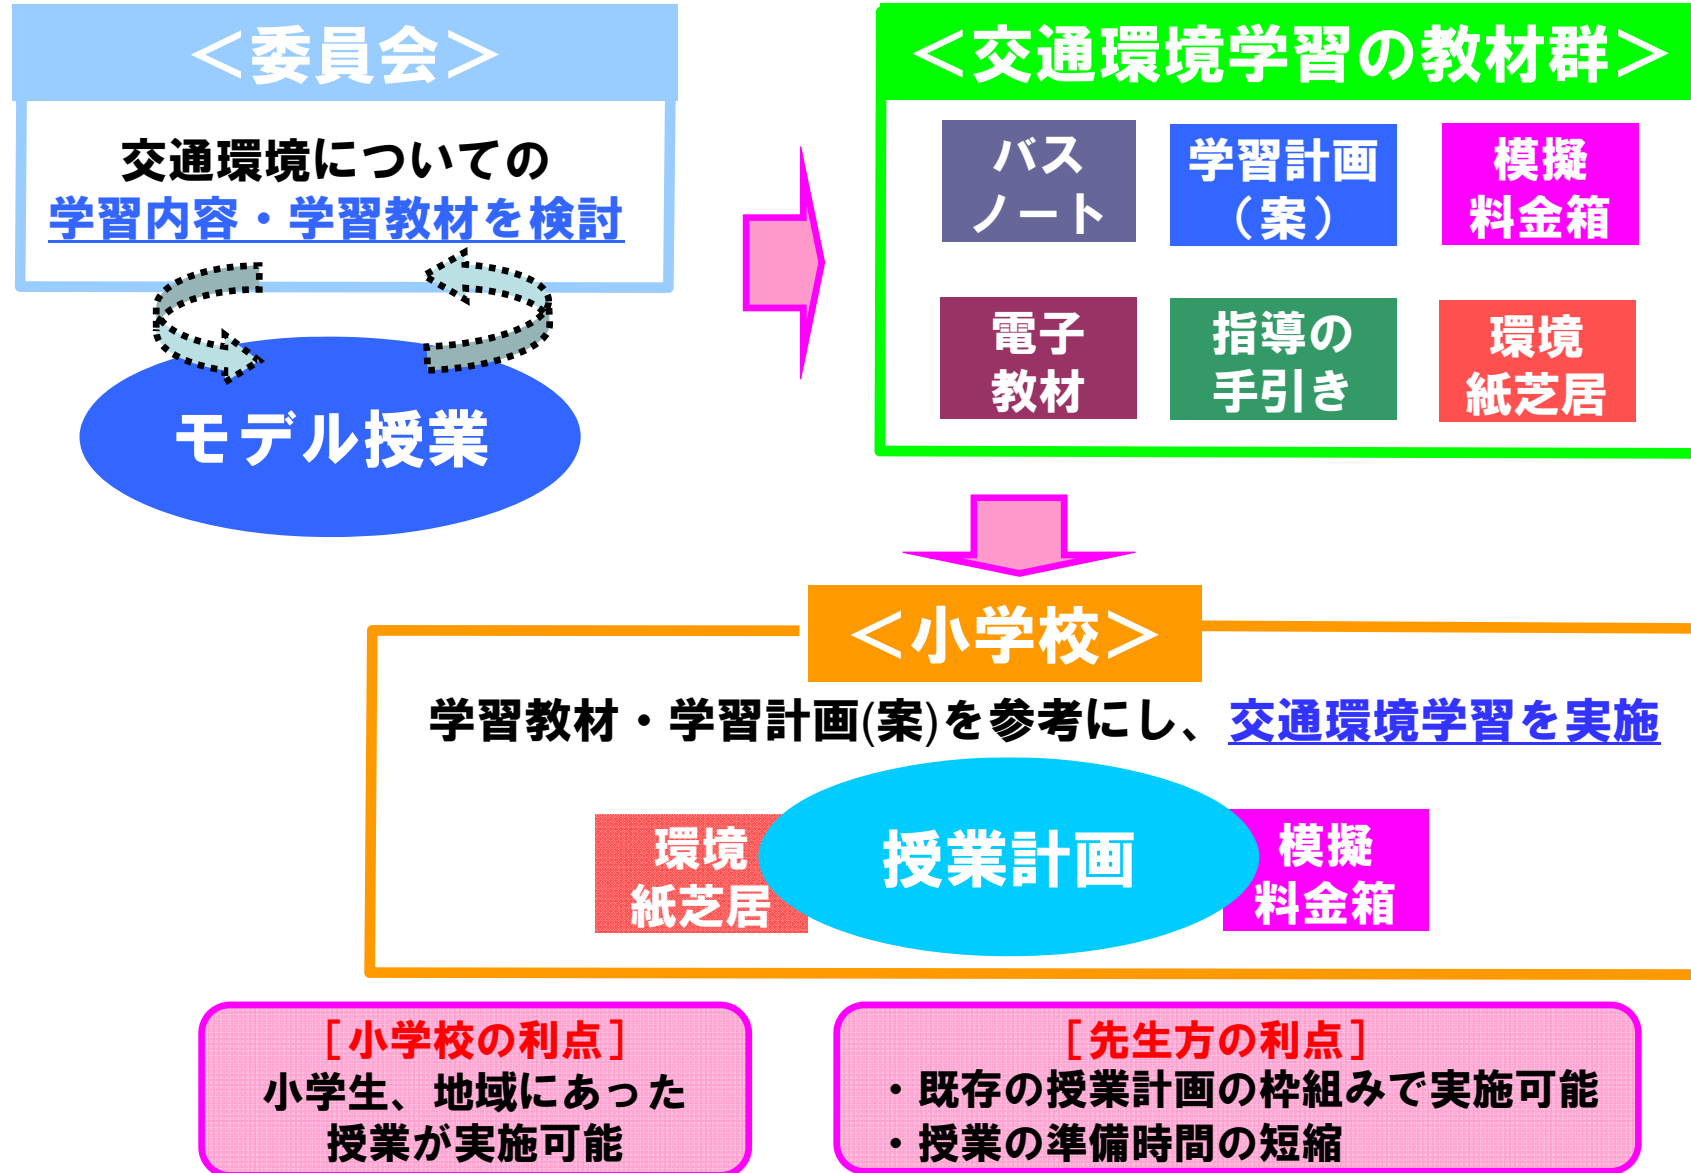 ＜委員会＞
交通環境についての
学習内容・学習教材を検討
モデル授業
＜交通環境学習の教材群＞
バス
ノート
学習計画
（案）
模擬
料金箱
電子
教材
指導の
手引き
環境
紙芝居
＜小学校＞
学習教材・学習計画(案)を参考にし、交通環境学習を実施
環境
紙芝居
授業計画
模擬
料金箱
［小学校の利点］
小学生、地域にあった
授業が実施可能
［先生方の利点］
・既存の授業計画の枠組みで実施可能
・授業の準備時間の短縮